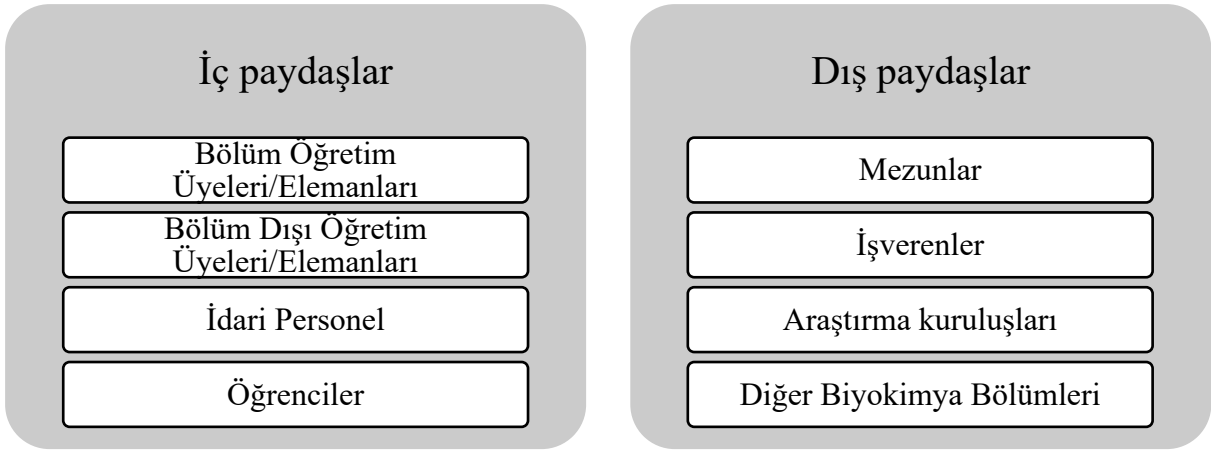 İç paydaşlar
Bölüm Öğretim
Üyeleri/Elemanları
Bölüm Dışı Öğretim
Üyeleri/Elemanları
İdari Personel
Öğrenciler
Dış paydaşlar
Mezunlar
İşverenler
Araştırma kuruluşları
Diğer Biyokimya Bölümleri